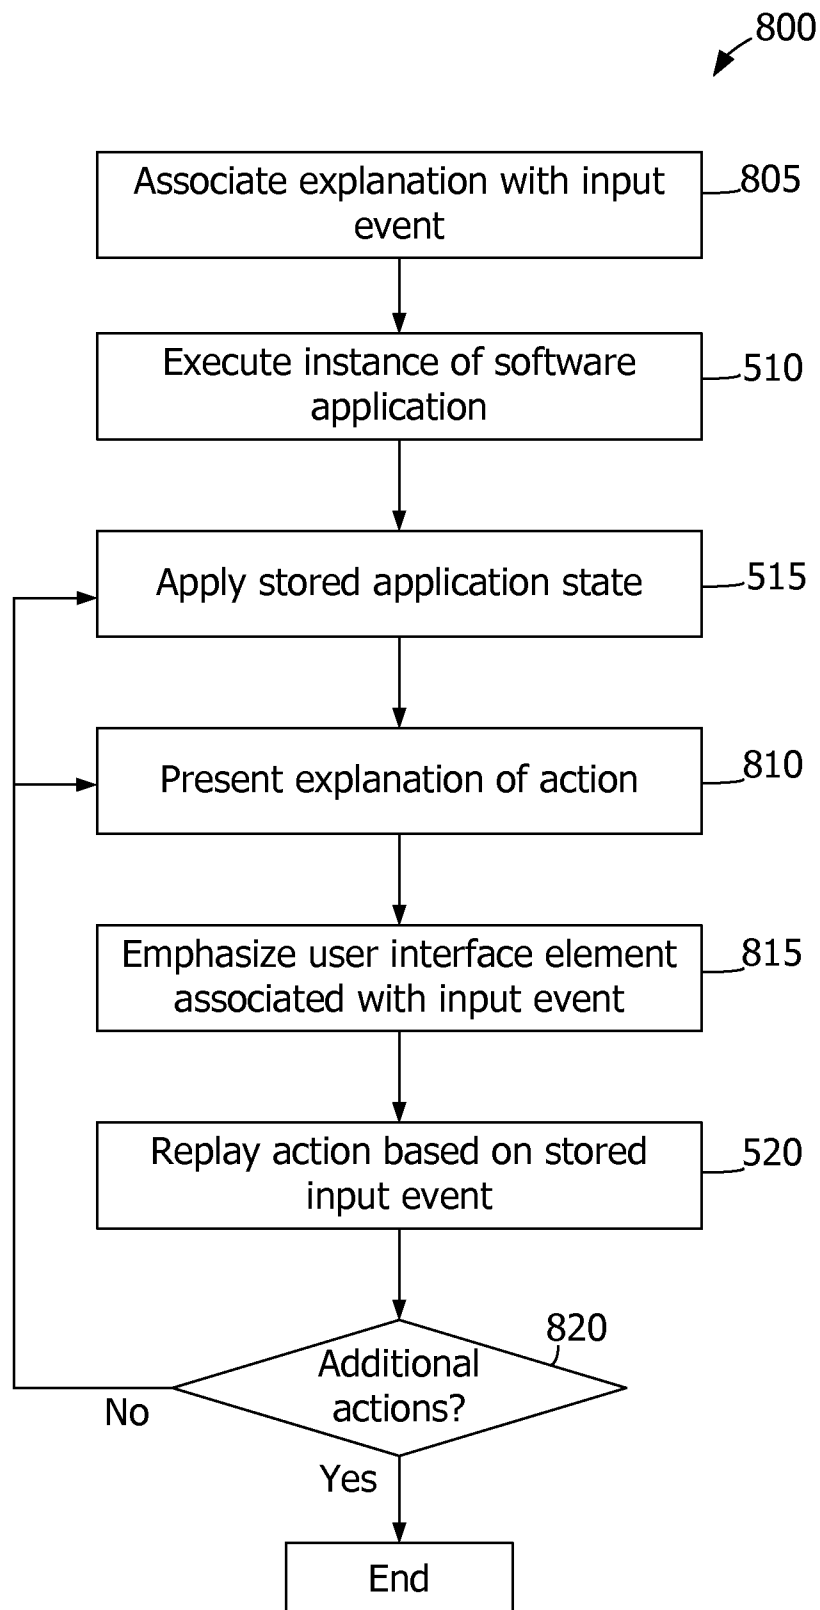 800
Associate explanation with input
event
805
Execute instance of software
application
510
Apply stored application state
515
Present explanation of action
810
Emphasize user interface element
associated with input event
815
Replay action based on stored
input event
520
820
Additional
actions?
No
Yes
End